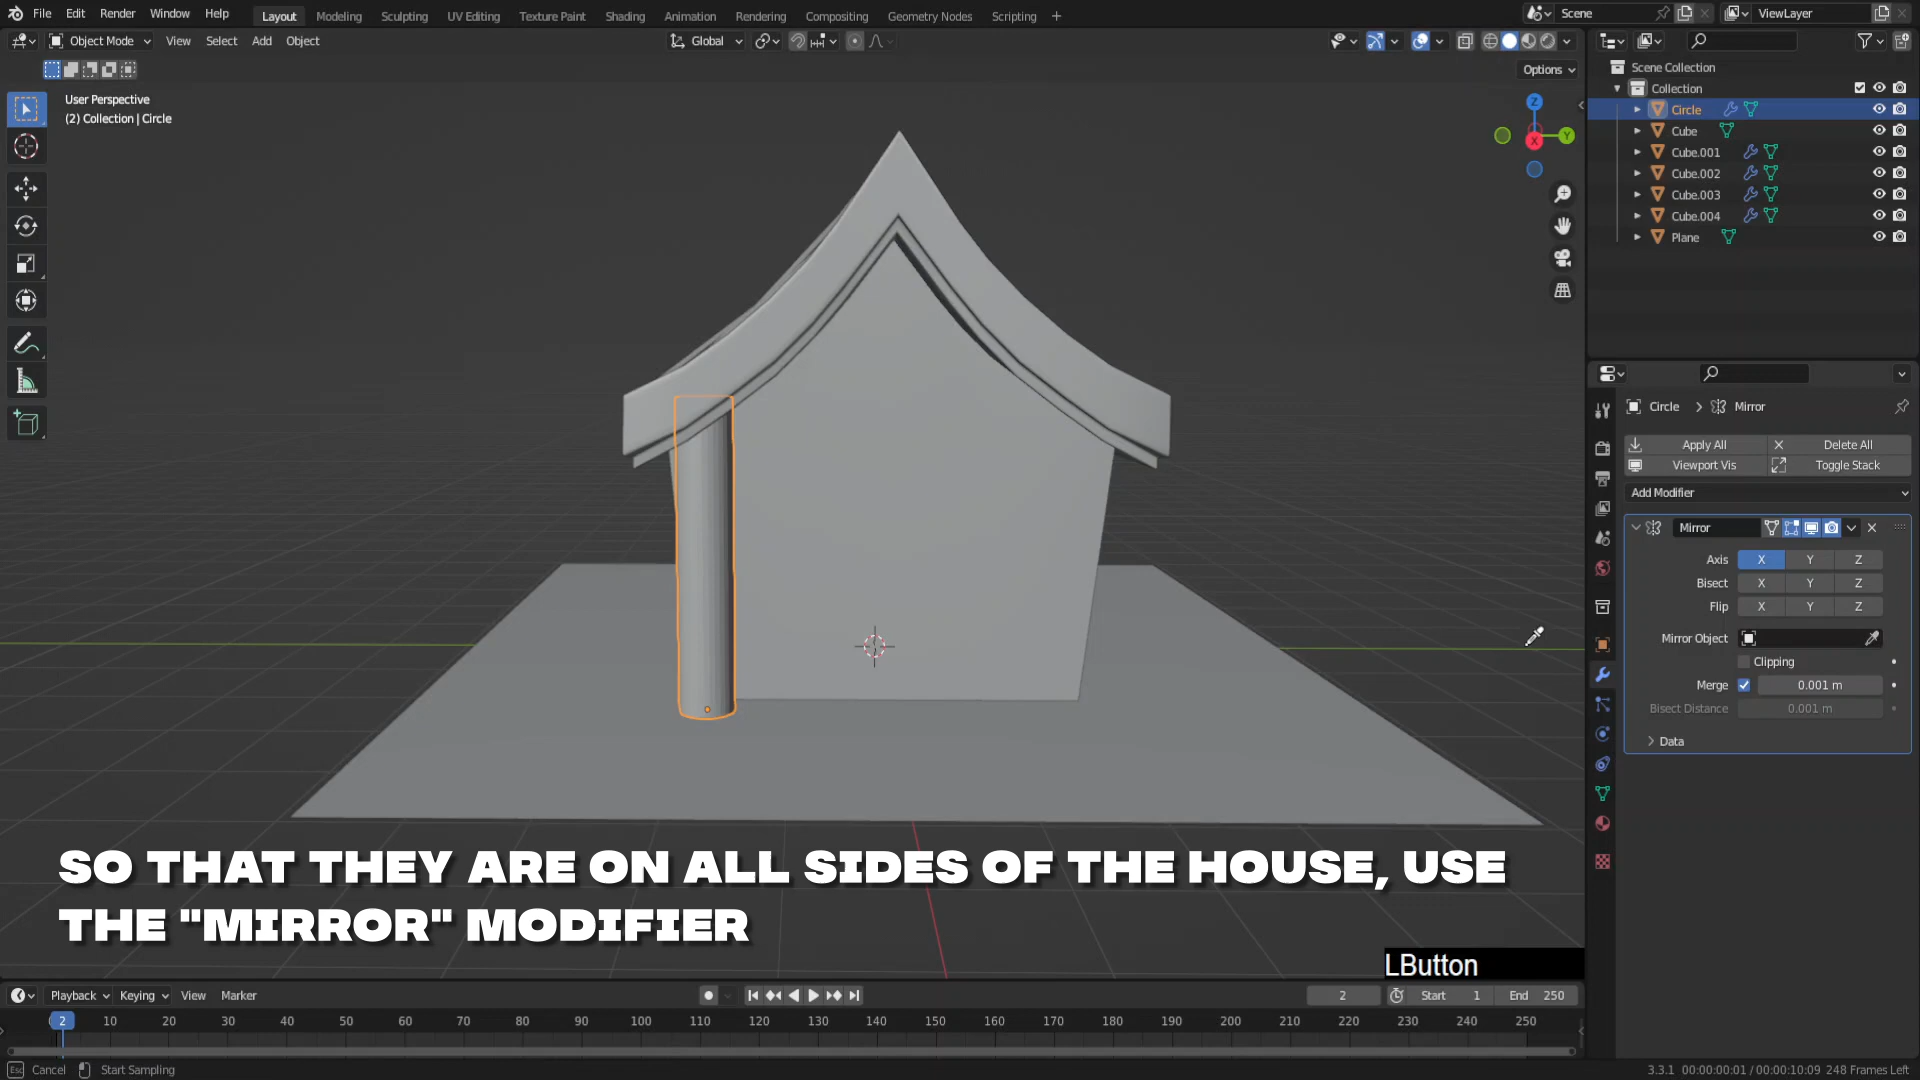 File Edit Render Window Help
Layout Modeling Sculpting UV Editing Texture Paint Shading Animation Rendering Compositing Geometry Nodes Scripting +
Scene
ViewLayer
Object Mode View Select Add Object
Global
Options
User Perspective
(2) Collection | Circle
Z
Y
X
Scene Collection
Collection
Circle
Cube
Cube.001
Cube.002
Cube.003
Cube.004
Plane
Circle > Mirror
Apply All Delete All
Viewport Vis Toggle Stack
Add Modifier
Mirror
Axis X Y Z
Bisect X Y Z
Flip X Y Z
Mirror Object
Clipping
Merge 0.001 m
Bisect Distance 0.001 m
Data
SO THAT THEY ARE ON ALL SIDES OF THE HOUSE, USE
THE "MIRROR" MODIFIER
LButton
Playback Keying View Marker
2 Start 1 End 250
2 10 20 30 40 50 60 70 80 90 100 110 120 130 140 150 160 170 180 190 200 210 220 230 240 250
Esc Cancel Start Sampling
3.3.1 00:00:00:01 / 00:00:10:09 248 Frames Left